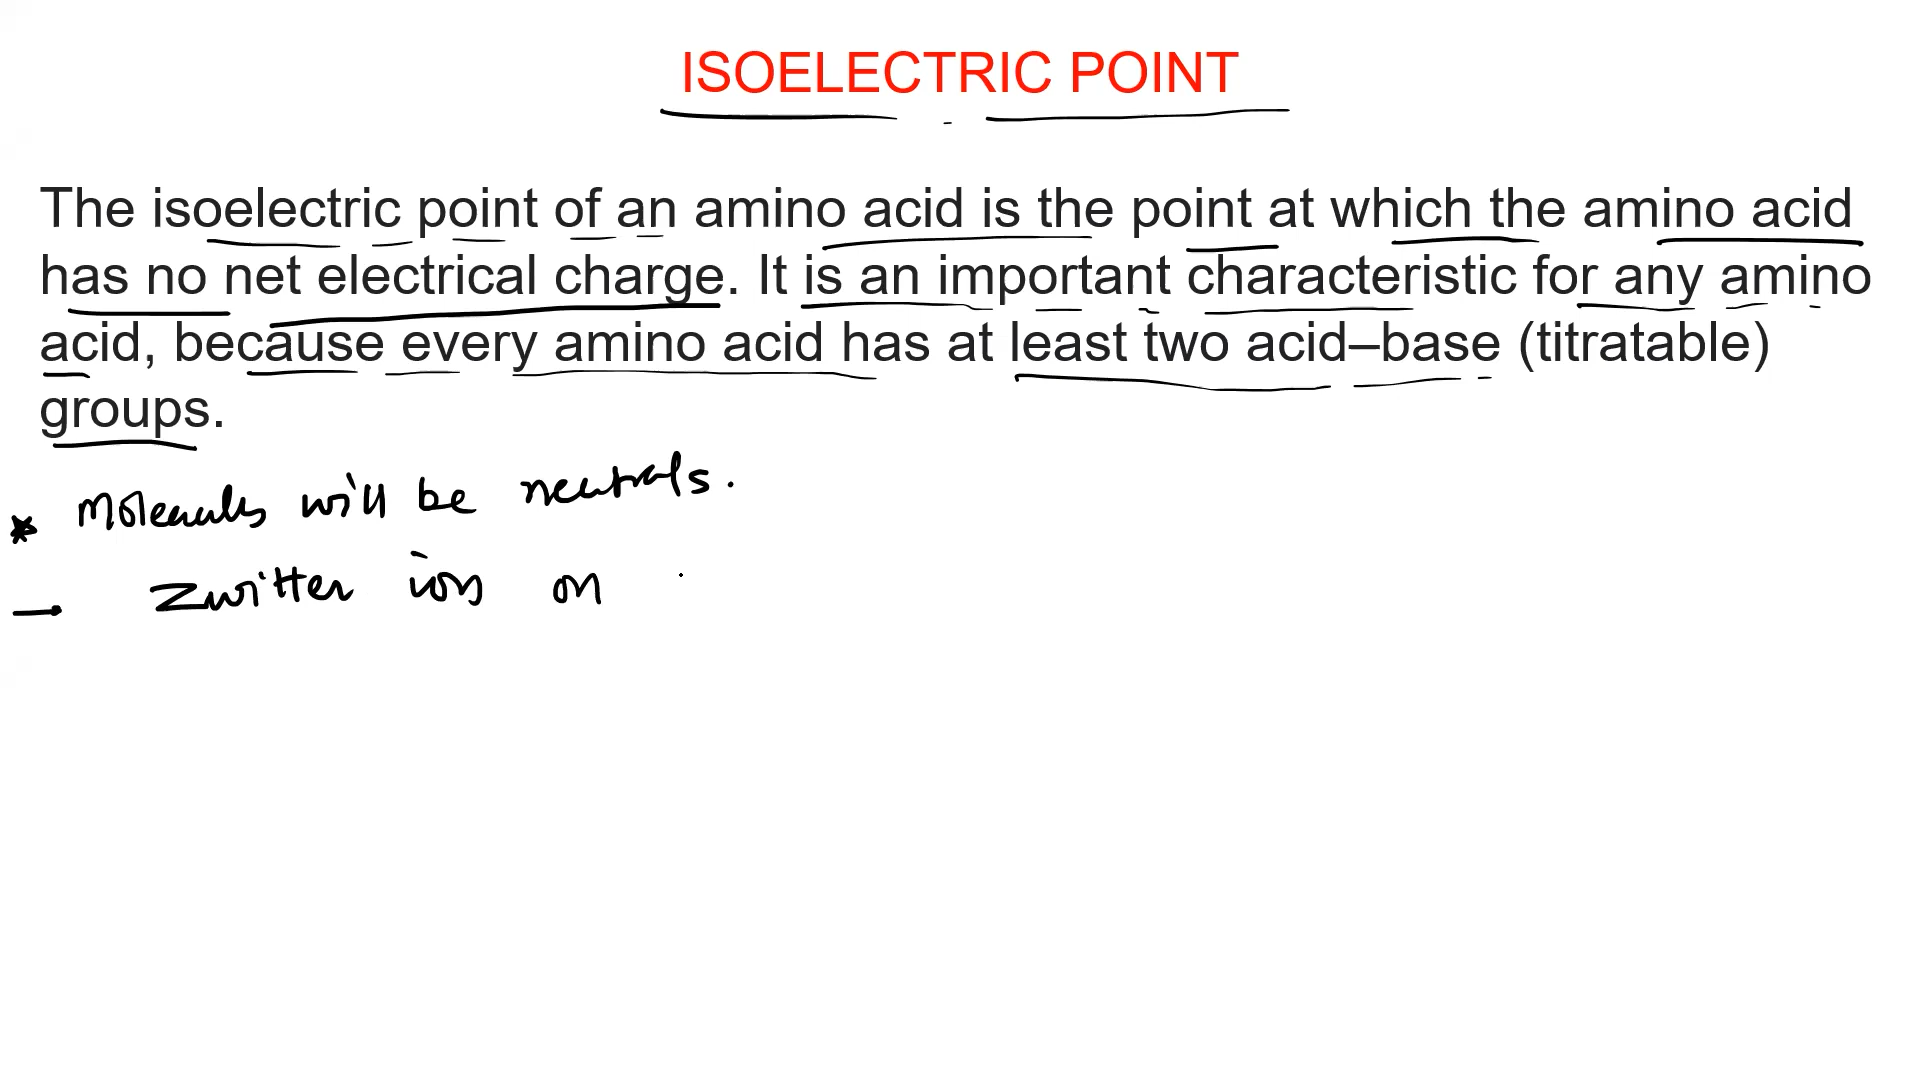 ISOELECTRIC POINT
The isoelectric point of an amino acid is the point at which the amino acid
has no net electrical charge. It is an important characteristic for any amino
acid, because every amino acid has at least two acid–base (titratable)
groups.
* Molecules will be neutrals.
→ Zwitter ions on